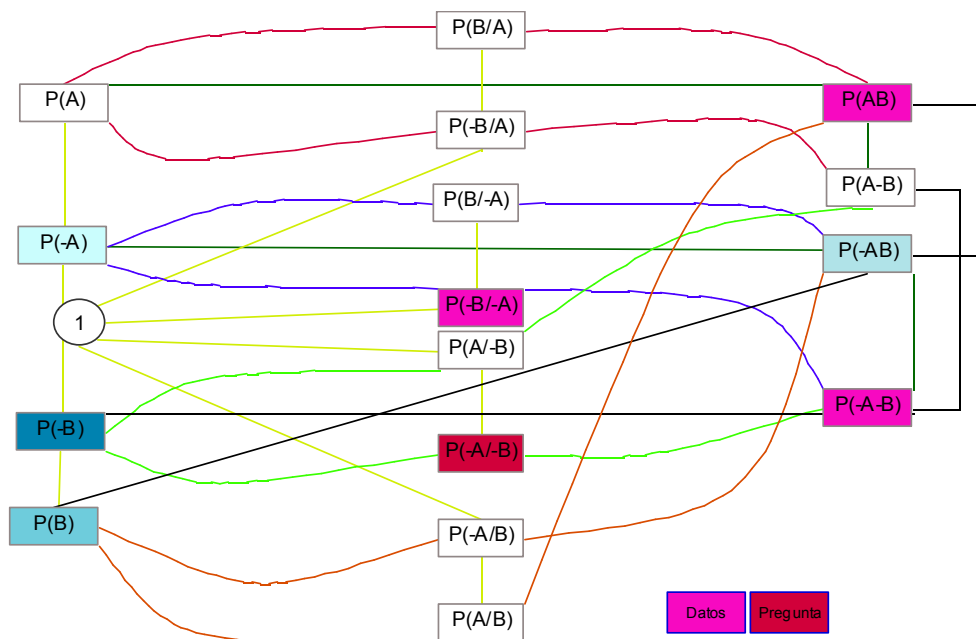 P(B/A)
P(A)
P(AB)
P(-B/A)
P(A-B)
P(B/-A)
P(-A)
P(-AB)
P(-B/-A)
1
P(A/-B)
P(-A-B)
P(-B)
P(-A/-B)
P(B)
P(-A/B)
P(A/B)
Datos
Pregunta